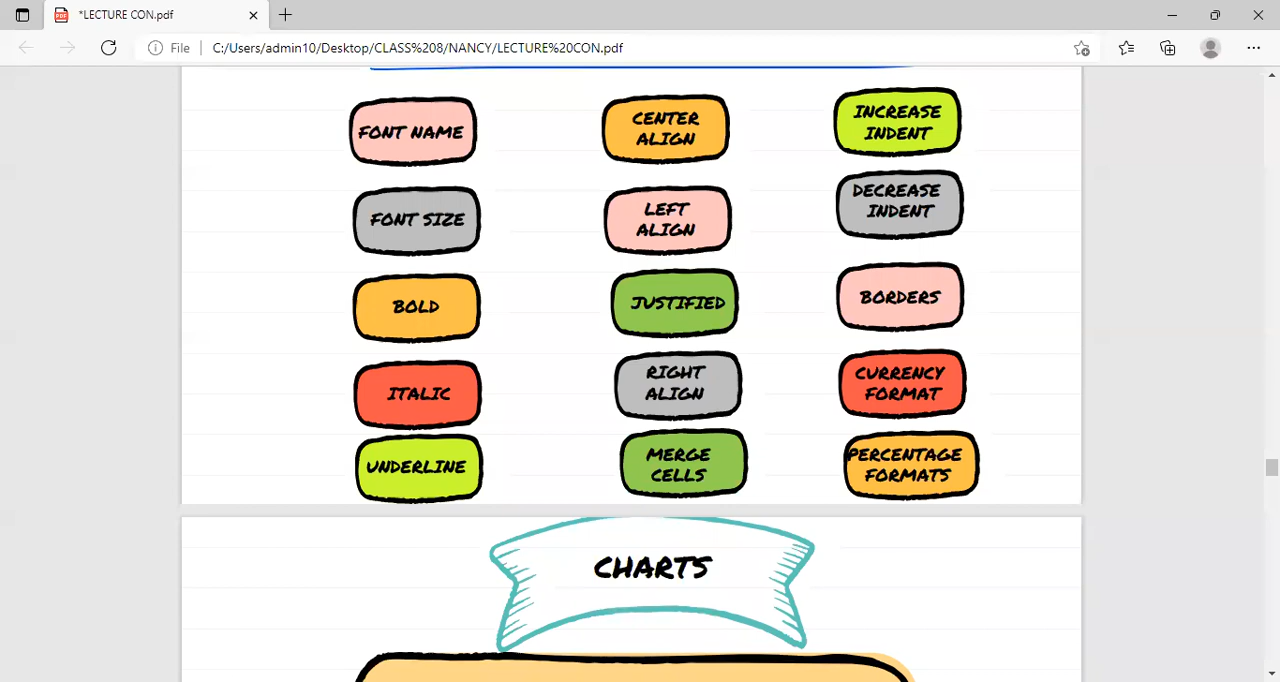 *LECTURE CON.pdf
File C:/Users/admin10/Desktop/CLASS%208/NANCY/LECTURE%20CON.pdf
FONT NAME
CENTER
ALIGN
INCREASE
INDENT
FONT SIZE
LEFT
ALIGN
DECREASE
INDENT
BOLD
JUSTIFIED
BORDERS
ITALIC
RIGHT
ALIGN
CURRENCY
FORMAT
UNDERLINE
MERGE
CELLS
PERCENTAGE
FORMATS
CHARTS